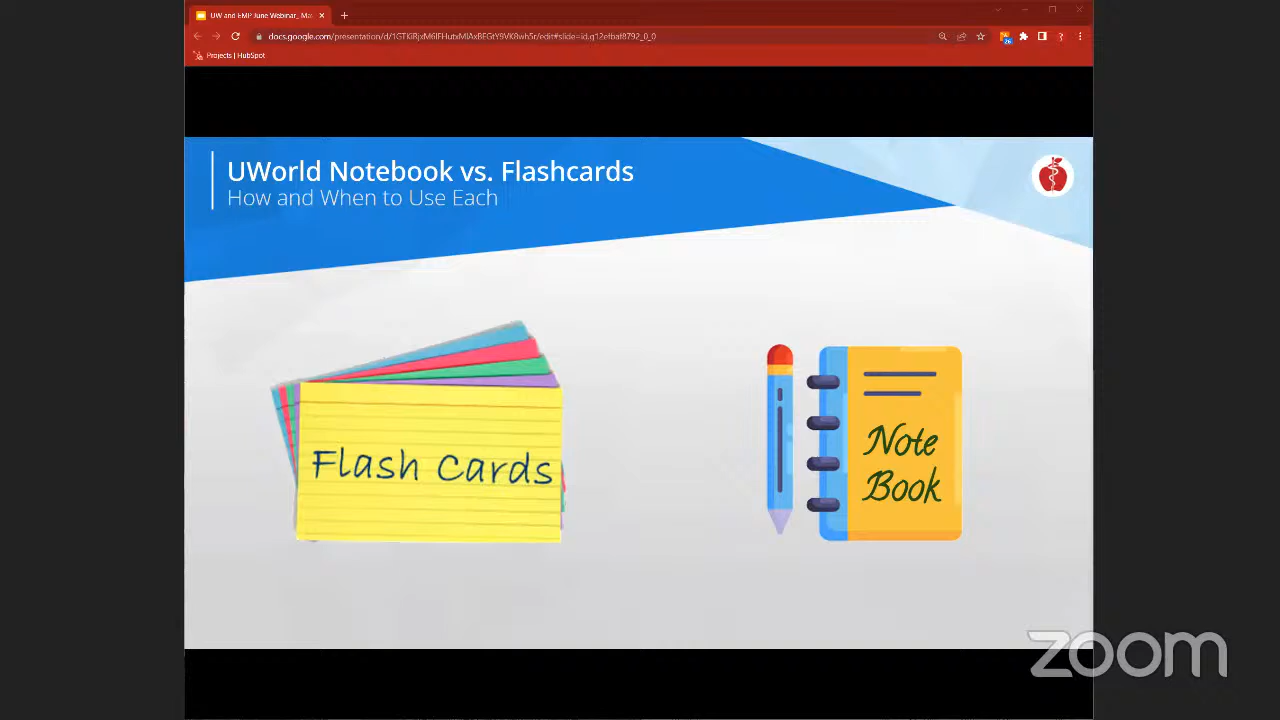 UW and EMP June Webinar_ Ma
Projects | HubSpot
UWorld Notebook vs. Flashcards
How and When to Use Each
Flash Cards
Note
Book
zoom